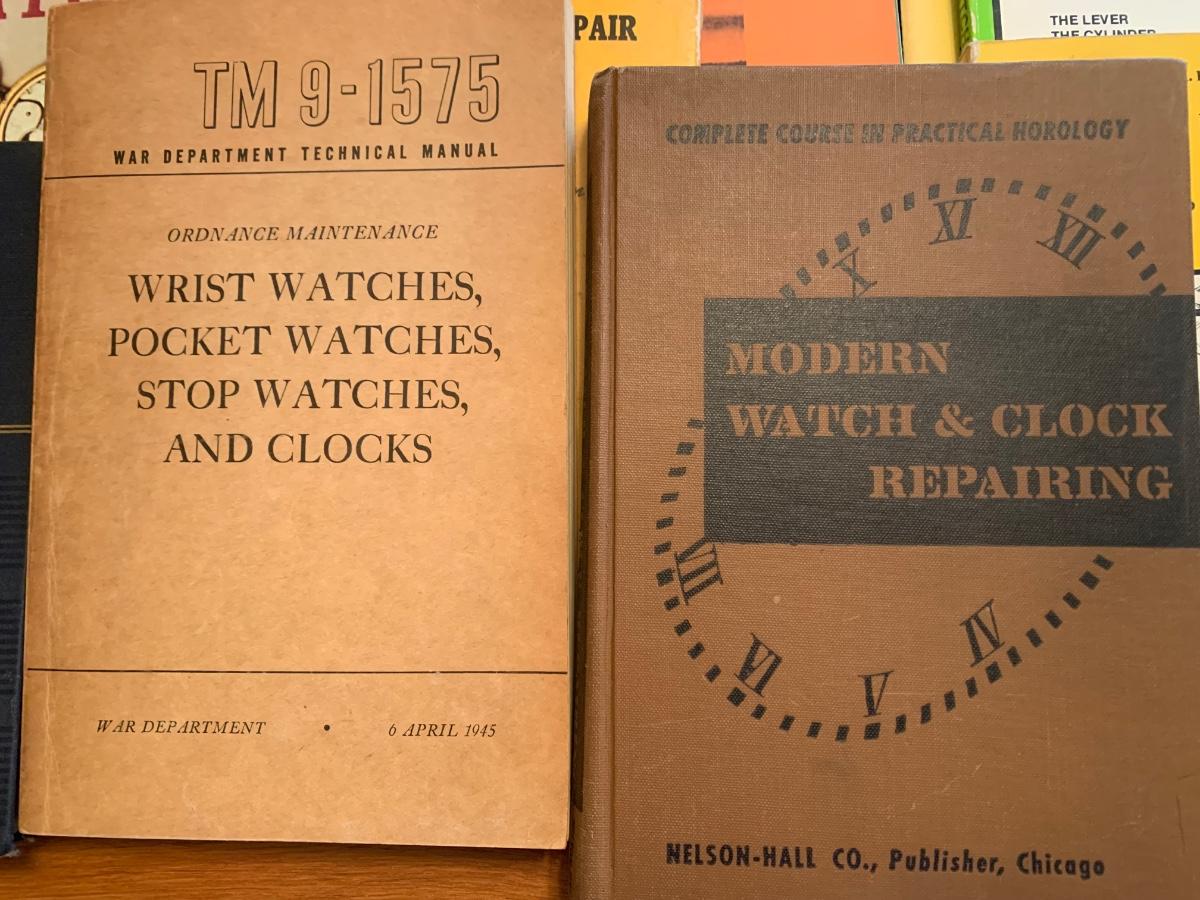 TM 9-1575
WAR DEPARTMENT TECHNICAL MANUAL
ORDNANCE MAINTENANCE
WRIST WATCHES,
POCKET WATCHES,
STOP WATCHES,
AND CLOCKS
WAR DEPARTMENT • 6 APRIL 1945
PAIR
THE LEVER
THE CYLINDER
COMPLETE COURSE IN PRACTICAL HOROLOGY
X XI XII
MODERN
WATCH & CLOCK
REPAIRING
VII
VI V IV
NELSON-HALL CO., Publisher, Chicago